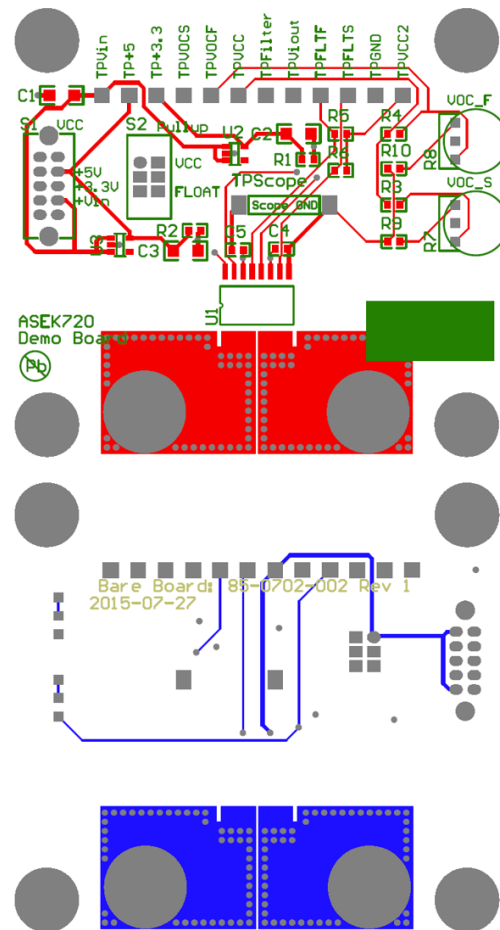 TPVin TP+5 TP+3.3 TPVOCS TPVOCF TPVCC TPFilter TPViout TPFLTF TPFLTS TPGND TPVCC2
C1
S1 VCC
S2 Pullup
U2 C2
R5 R4
VOC_F
R1
R6
R10
R8
VCC
+5V
+3.3V
+Vin
FLOAT
TPScope
R3
VOC_S
Scope GND
R2
C3
C5
C4
R9
R7
U1
ASEK720
Demo Board
Pb
Bare Board: 85-0702-002 Rev 1
2015-07-27